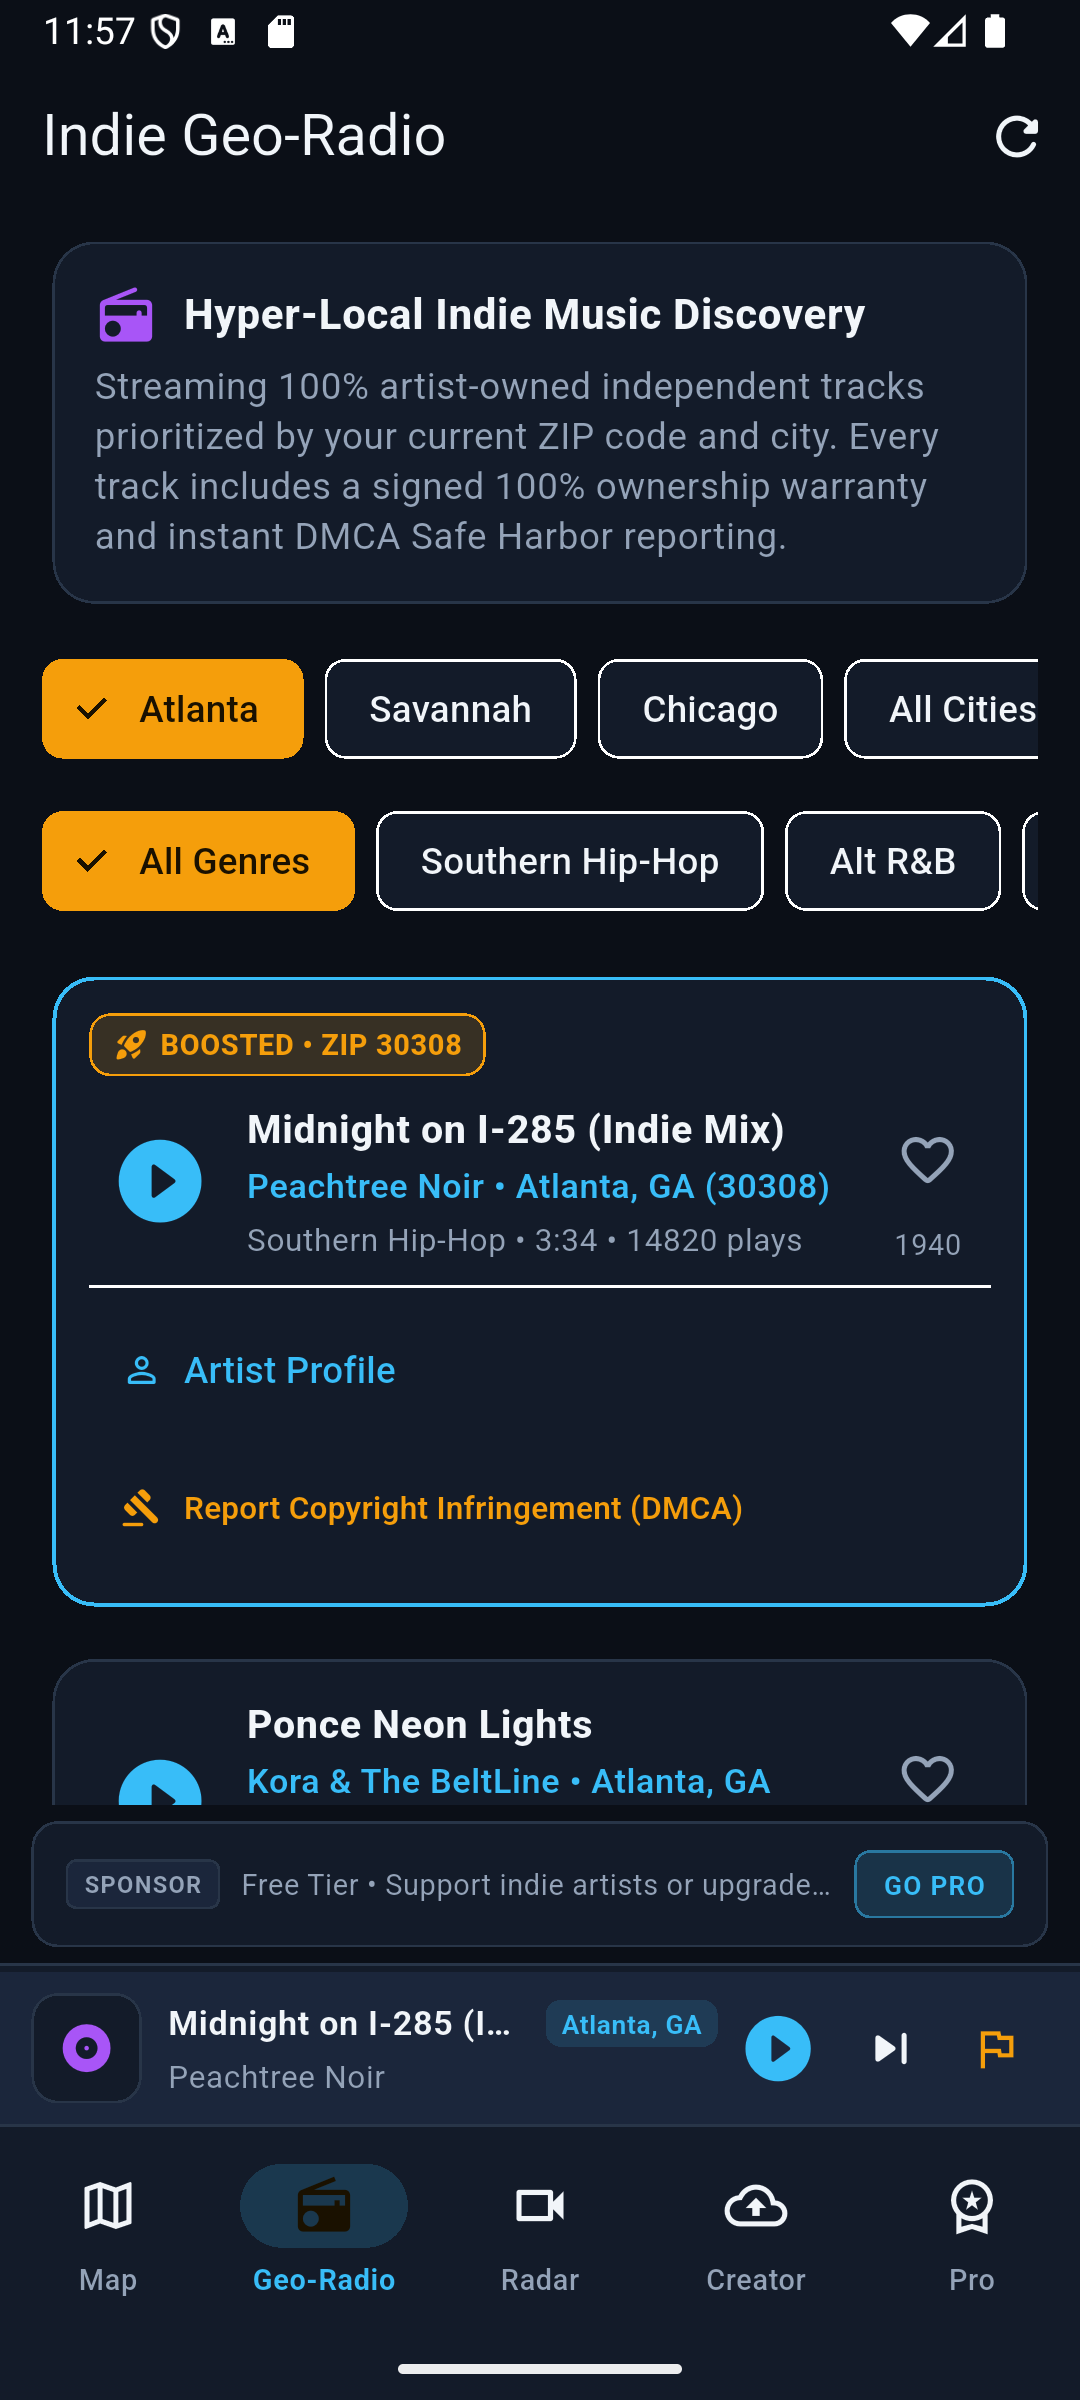 11:57
Indie Geo-Radio
Hyper-Local Indie Music Discovery
Streaming 100% artist-owned independent tracks
prioritized by your current ZIP code and city. Every
track includes a signed 100% ownership warranty
and instant DMCA Safe Harbor reporting.
Atlanta
Savannah
Chicago
All Cities
All Genres
Southern Hip-Hop
Alt R&B
BOOSTED • ZIP 30308
Midnight on I-285 (Indie Mix)
Peachtree Noir • Atlanta, GA (30308)
Southern Hip-Hop • 3:34 • 14820 plays
1940
Artist Profile
Report Copyright Infringement (DMCA)
Ponce Neon Lights
Kora & The BeltLine • Atlanta, GA
SPONSOR
Free Tier • Support indie artists or upgrade...
GO PRO
Midnight on I-285 (I...
Atlanta, GA
Peachtree Noir
Map
Geo-Radio
Radar
Creator
Pro